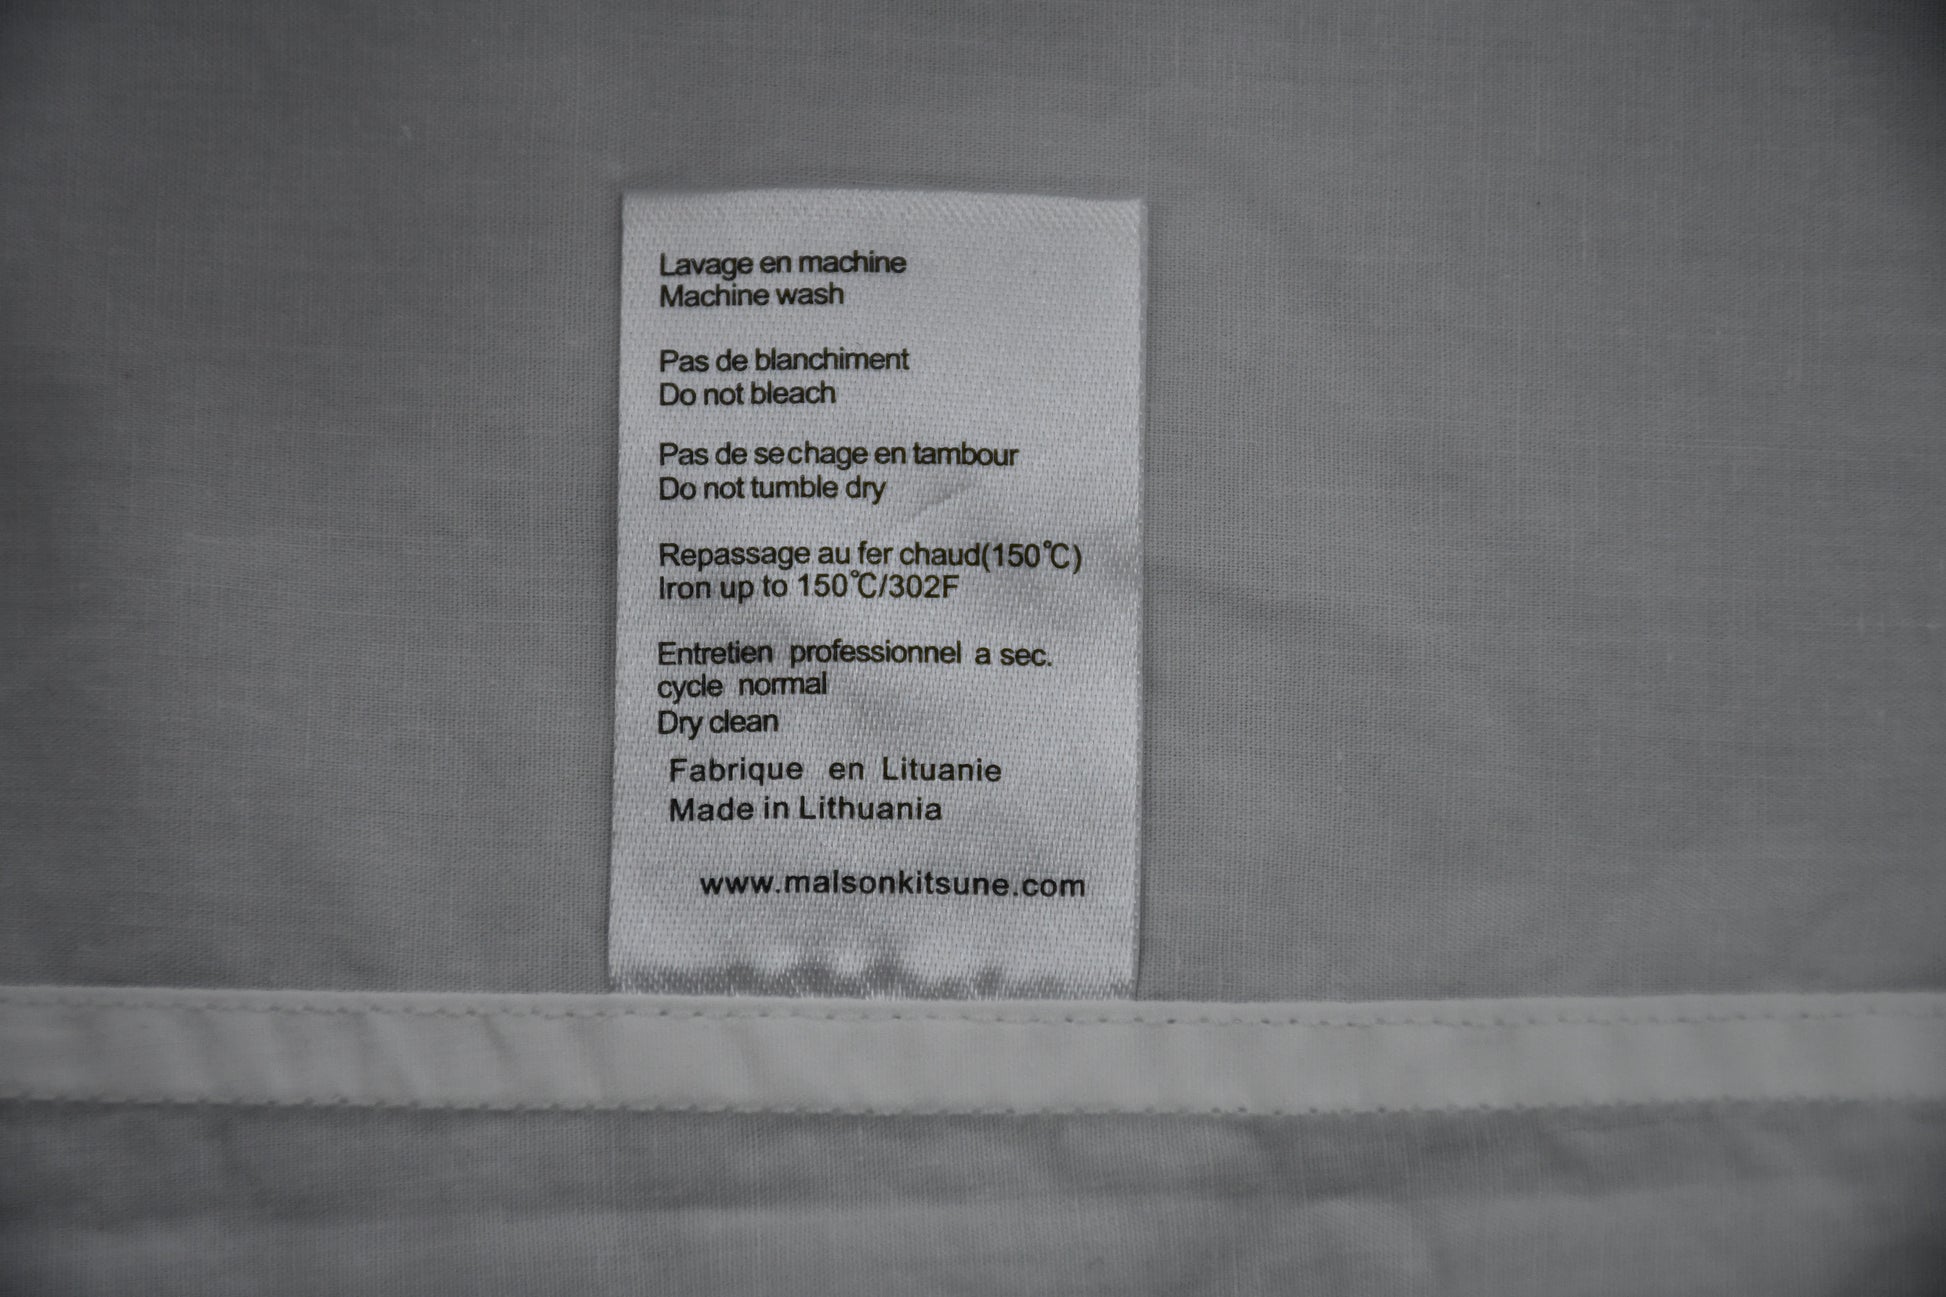 Lavage en machine
Machine wash
Pas de blanchiment
Do not bleach
Pas de sechage en tambour
Do not tumble dry
Repassage au fer chaud(150℃)
Iron up to 150℃/302F
Entretien professionnel a sec.
cycle normal
Dry clean
Fabrique en Lituanie
Made in Lithuania
www.malsonkitsune.com